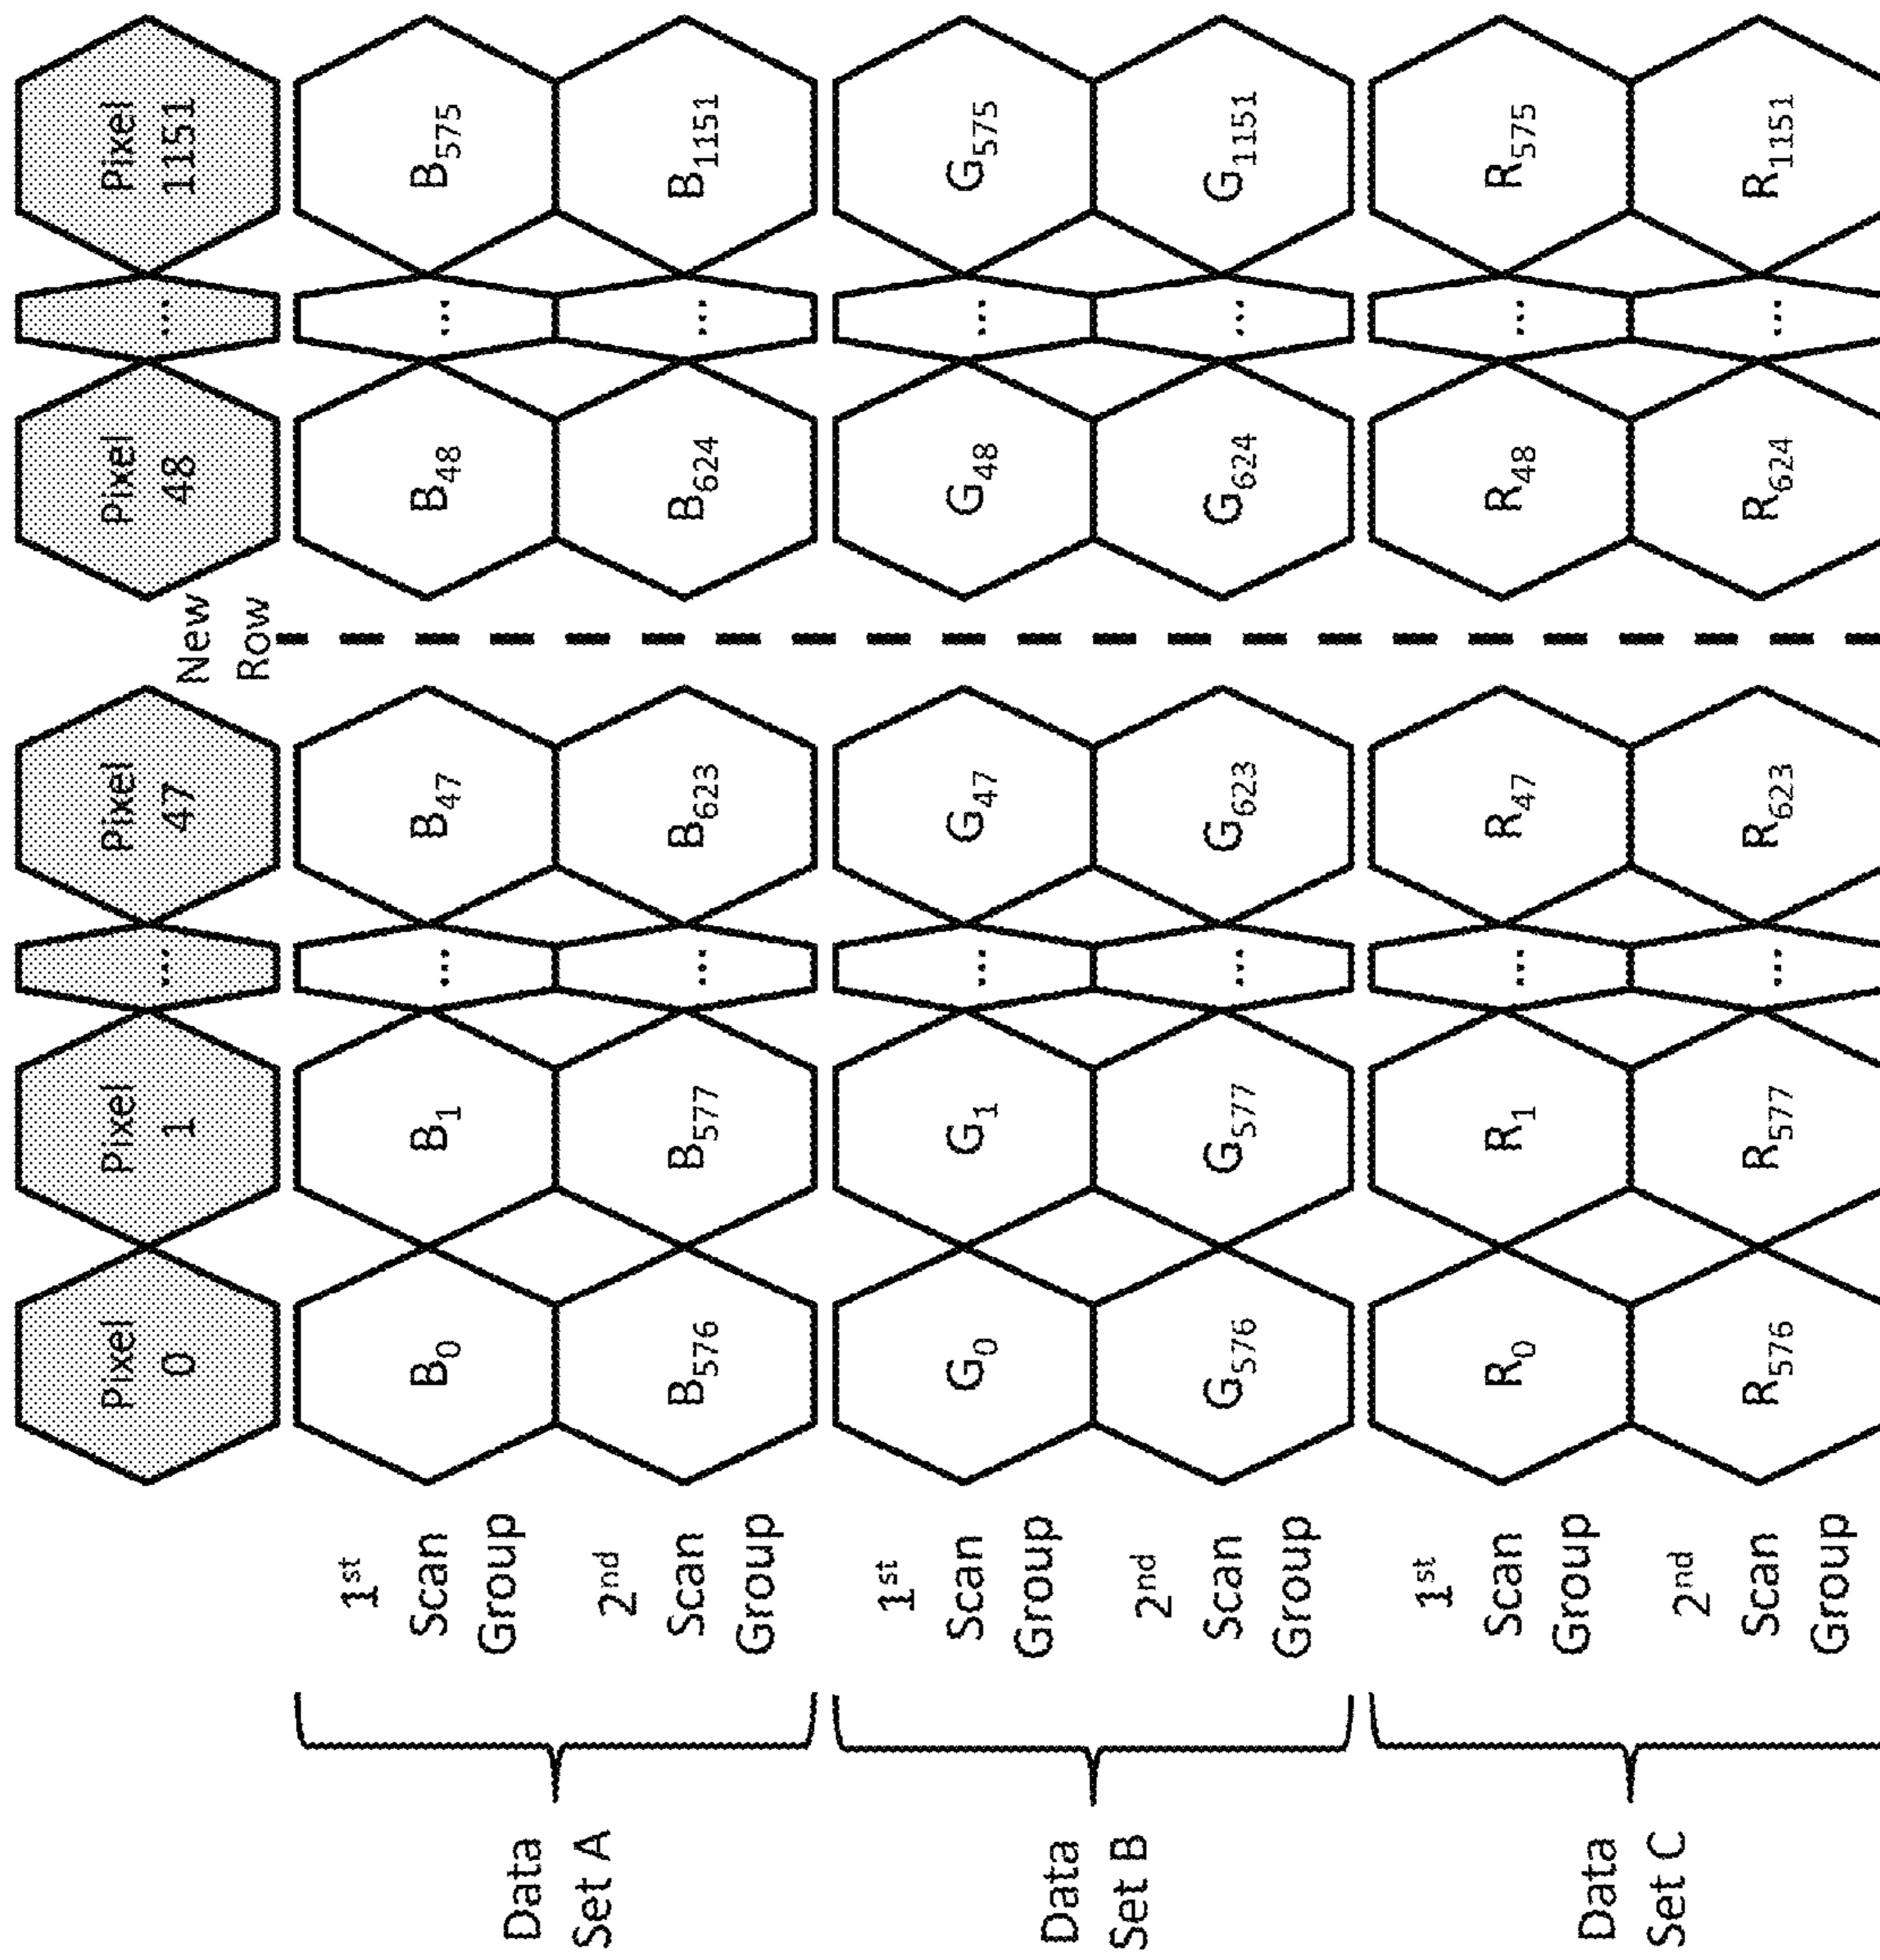 Pixel
0
Pixel
1
...
Pixel
47
New
Row
Pixel
48
...
Pixel
1151
Data
Set A
1st
Scan
Group
B0
B1
...
B47
B48
...
B575
2nd
Scan
Group
B576
B577
...
B623
B624
...
B1151
Data
Set B
1st
Scan
Group
G0
G1
...
G47
G48
...
G575
2nd
Scan
Group
G576
G577
...
G623
G624
...
G1151
Data
Set C
1st
Scan
Group
R0
R1
...
R47
R48
...
R575
2nd
Scan
Group
R576
R577
...
R623
R624
...
R1151